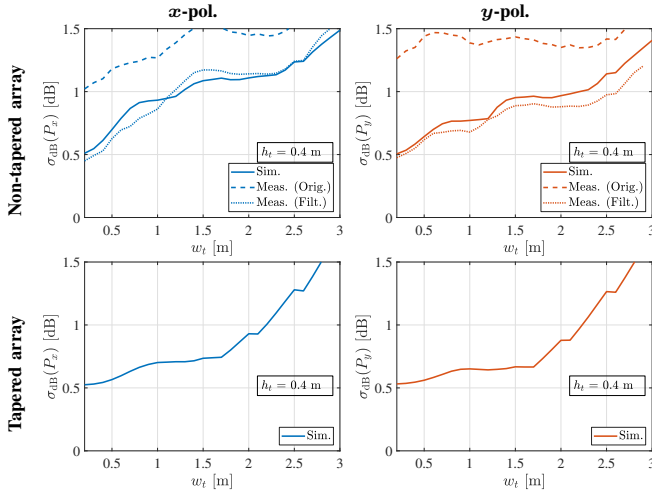 x-pol.
y-pol.
Non-tapered array
σdB(Px) [dB]
1.5
1
0.5
0
0.5 1 1.5 2 2.5 3
wt [m]
ht = 0.4 m
Sim.
Meas. (Orig.)
Meas. (Filt.)
σdB(Py) [dB]
1.5
1
0.5
0
0.5 1 1.5 2 2.5 3
wt [m]
ht = 0.4 m
Sim.
Meas. (Orig.)
Meas. (Filt.)
Tapered array
σdB(Px) [dB]
1.5
1
0.5
0
0.5 1 1.5 2 2.5 3
wt [m]
ht = 0.4 m
Sim.
σdB(Py) [dB]
1.5
1
0.5
0
0.5 1 1.5 2 2.5 3
wt [m]
ht = 0.4 m
Sim.